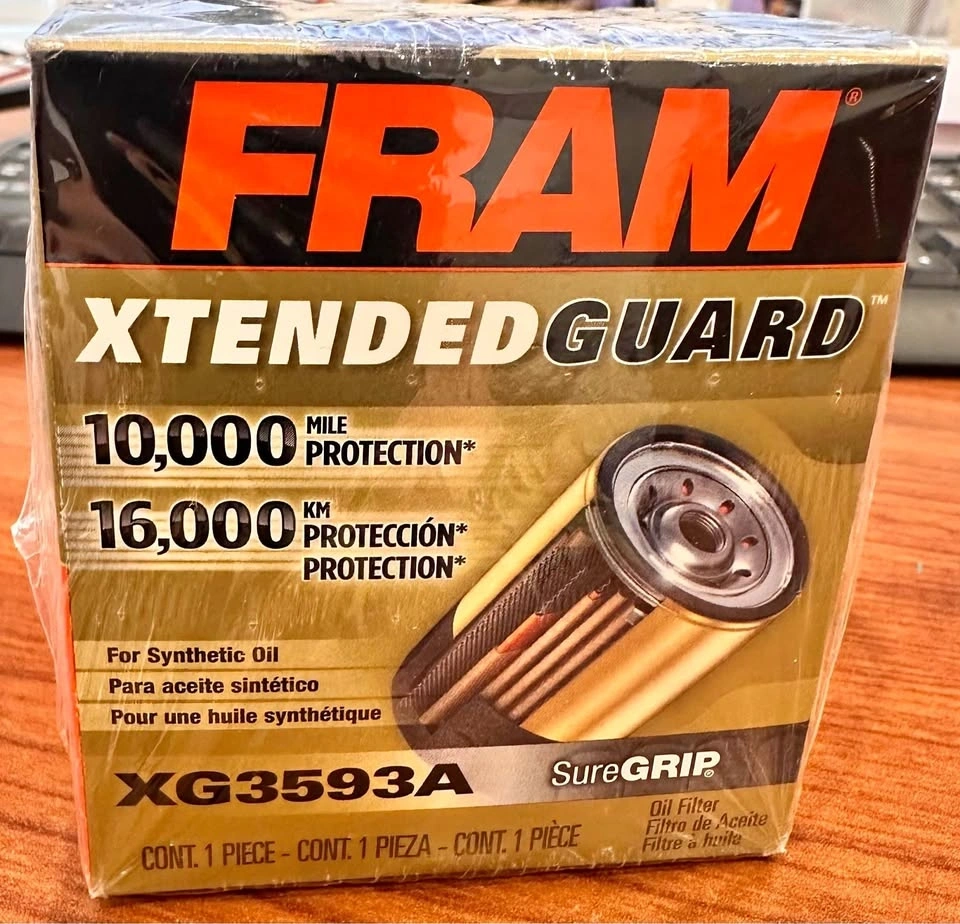 FRAM®
XTENDEDGUARD™
10,000 MILE PROTECTION*
16,000 KM PROTECCIÓN* PROTECTION*
For Synthetic Oil
Para aceite sintético
Pour une huile synthétique
XG3593A
SureGRIP®
Oil Filter
Filtro de Aceite
Filtre à huile
CONT. 1 PIECE - CONT. 1 PIEZA - CONT. 1 PIÈCE